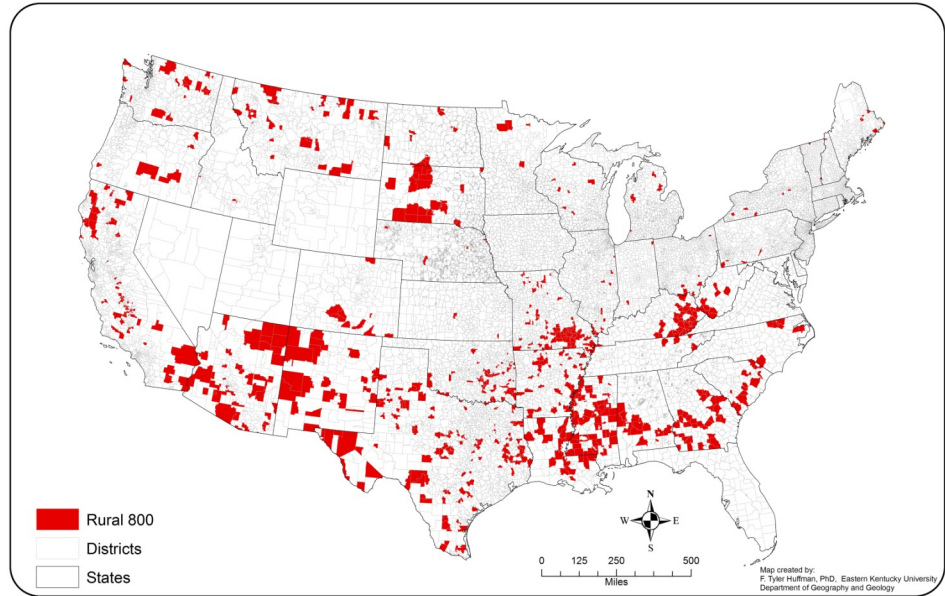 Rural 800
Districts
States
N
W E
S
0 125 250 500
Miles
Map created by:
F. Tyler Huffman, PhD, Eastern Kentucky University
Department of Geography and Geology